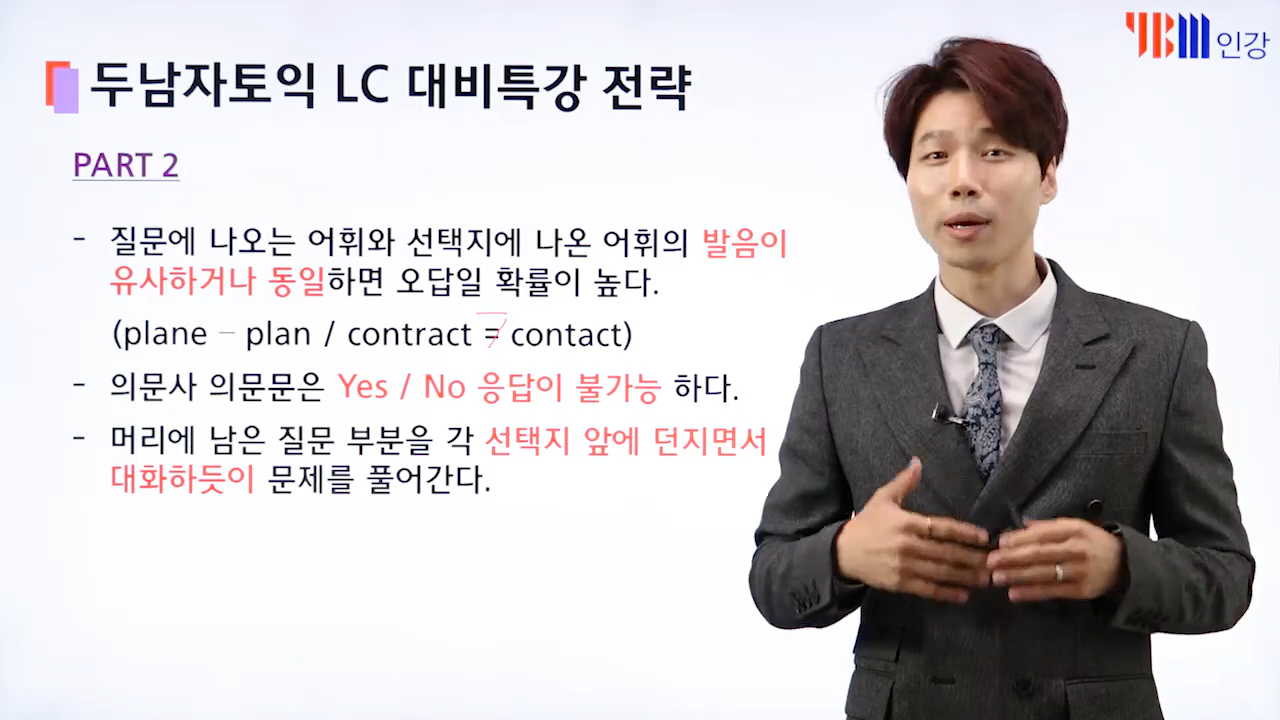 YBM 인강
두남자토익 LC 대비특강 전략
PART 2
- 질문에 나오는 어휘와 선택지에 나온 어휘의 발음이
유사하거나 동일하면 오답일 확률이 높다.
(plane – plan / contract = contact)
- 의문사 의문문은 Yes / No 응답이 불가능 하다.
- 머리에 남은 질문 부분을 각 선택지 앞에 던지면서
대화하듯이 문제를 풀어간다.